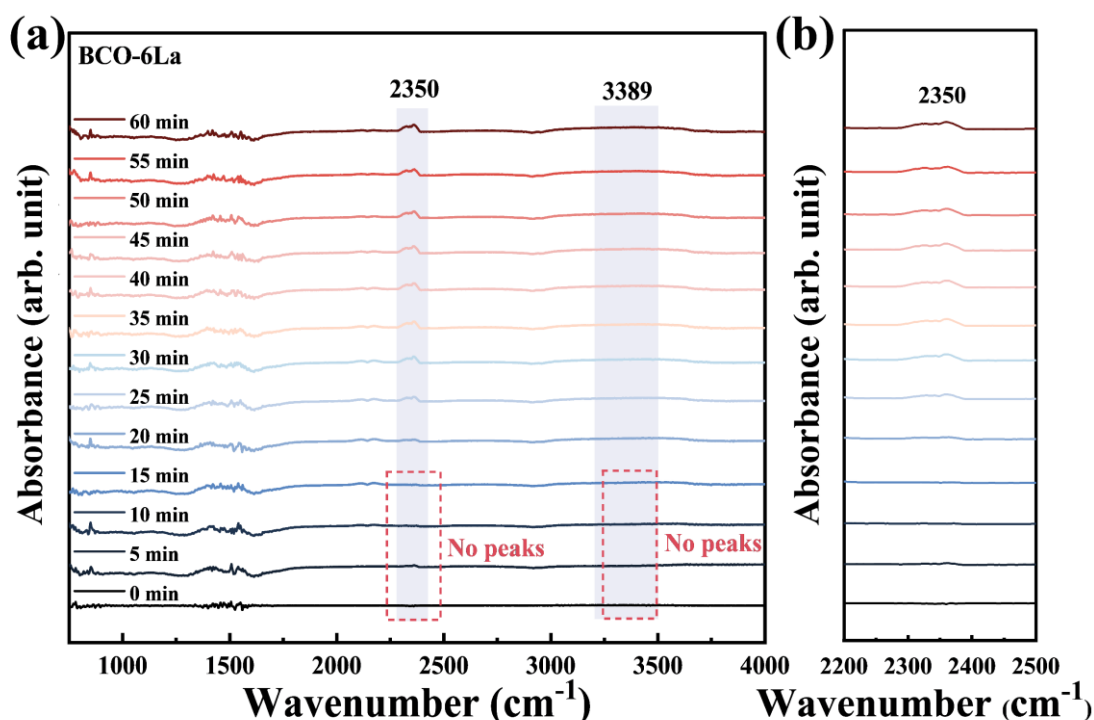 (a)
BCO-6La
2350
3389
60 min
55 min
50 min
45 min
40 min
35 min
30 min
25 min
20 min
15 min
10 min
5 min
0 min
No peaks
No peaks
Absorbance (arb. unit)
1000 1500 2000 2500 3000 3500 4000
Wavenumber (cm⁻¹)
(b)
2350
Absorbance (arb. unit)
2200 2300 2400 2500
Wavenumber (cm⁻¹)